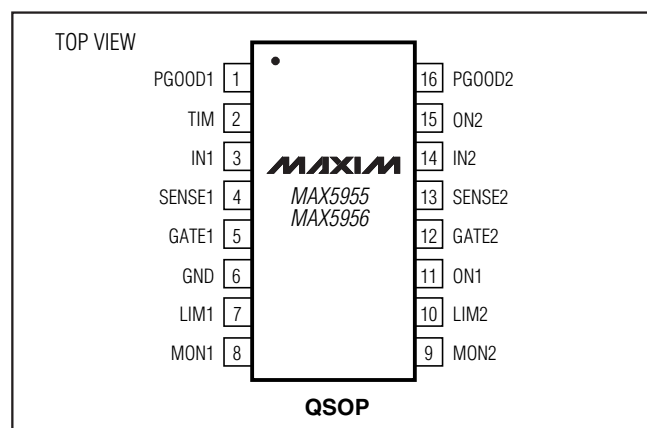 TOP VIEW
PGOOD1 1
TIM 2
IN1 3
SENSE1 4
GATE1 5
GND 6
LIM1 7
MON1 8
MAXIM
MAX5955
MAX5956
16 PGOOD2
15 ON2
14 IN2
13 SENSE2
12 GATE2
11 ON1
10 LIM2
9 MON2
QSOP